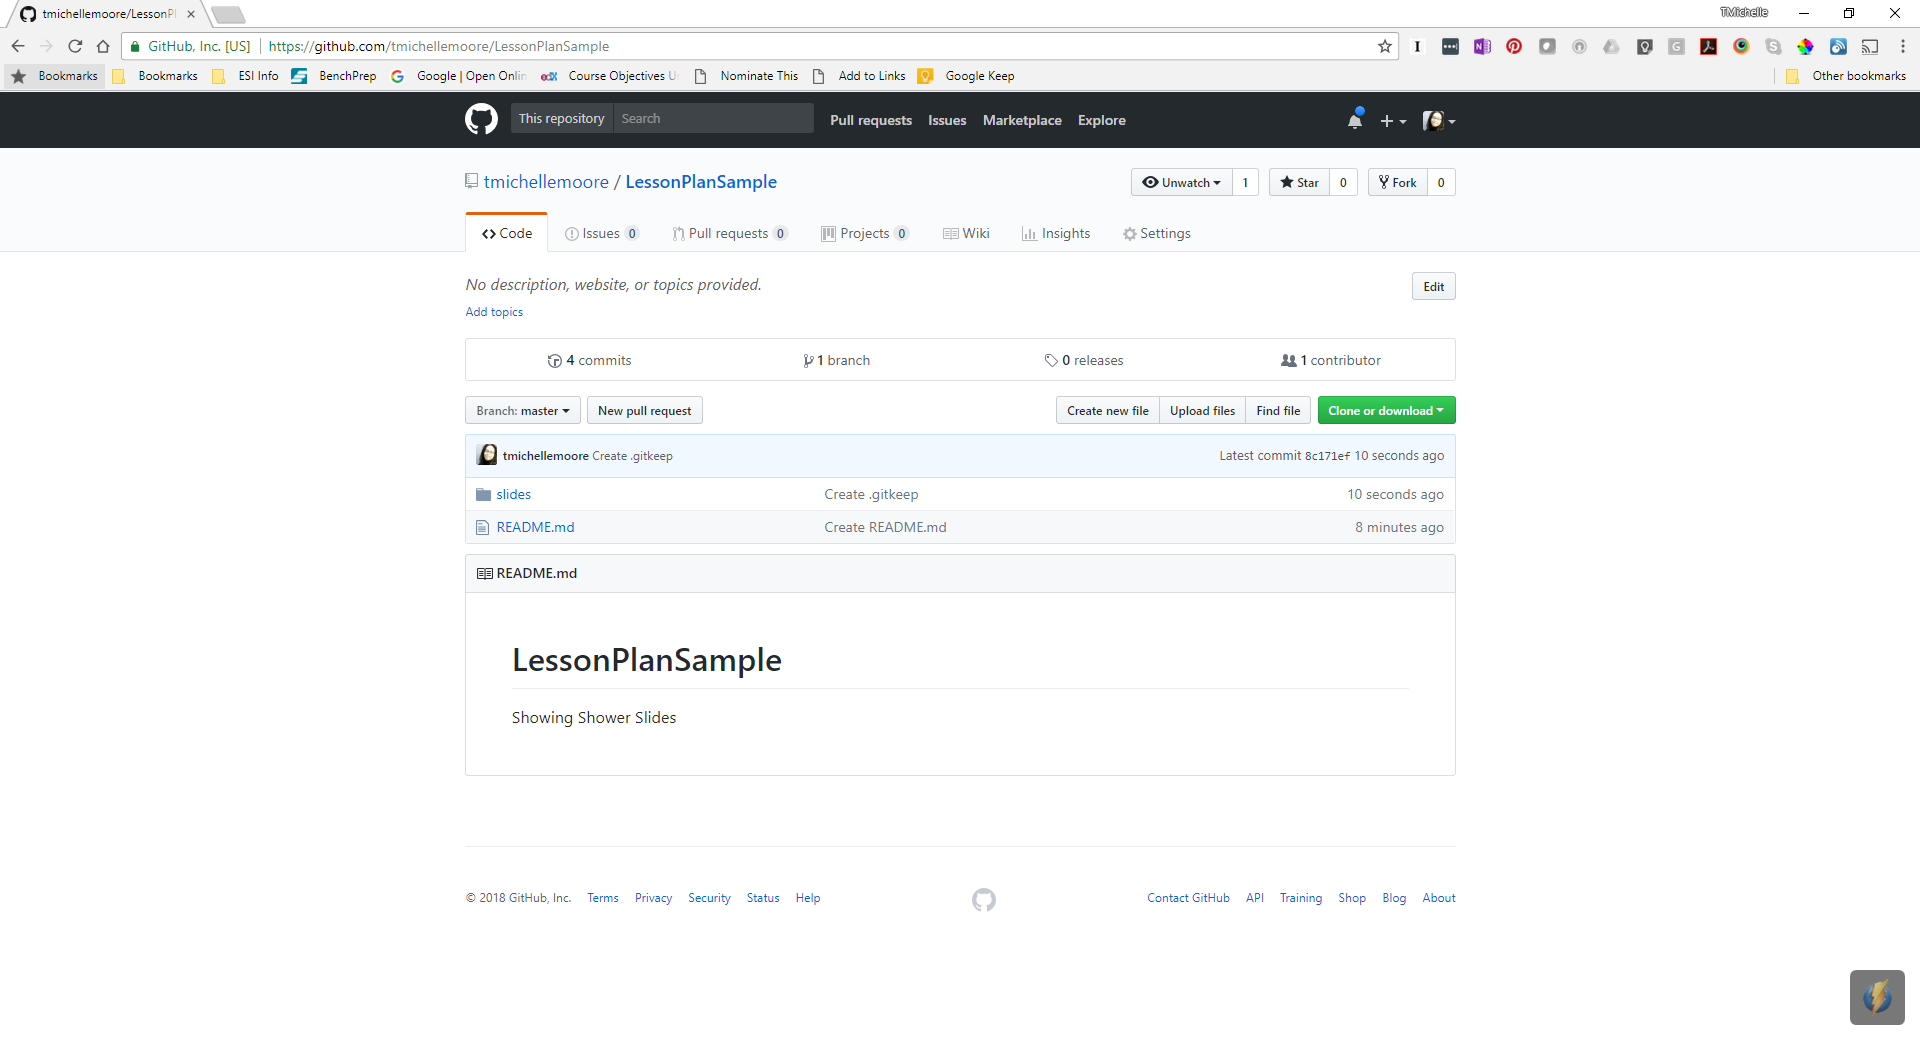 tmichellemoore/LessonPl
TMichelle
GitHub, Inc. [US] https://github.com/tmichellemoore/LessonPlanSample
Bookmarks Bookmarks ESI Info BenchPrep Google | Open Onlin Course Objectives U Nominate This Add to Links Google Keep Other bookmarks
This repository Search Pull requests Issues Marketplace Explore
tmichellemoore / LessonPlanSample Unwatch 1 Star 0 Fork 0
Code Issues 0 Pull requests 0 Projects 0 Wiki Insights Settings
No description, website, or topics provided. Edit
Add topics
4 commits 1 branch 0 releases 1 contributor
Branch: master New pull request Create new file Upload files Find file Clone or download
tmichellemoore Create .gitkeep Latest commit 8c171ef 10 seconds ago
slides Create .gitkeep 10 seconds ago
README.md Create README.md 8 minutes ago
README.md
LessonPlanSample
Showing Shower Slides
© 2018 GitHub, Inc. Terms Privacy Security Status Help Contact GitHub API Training Shop Blog About